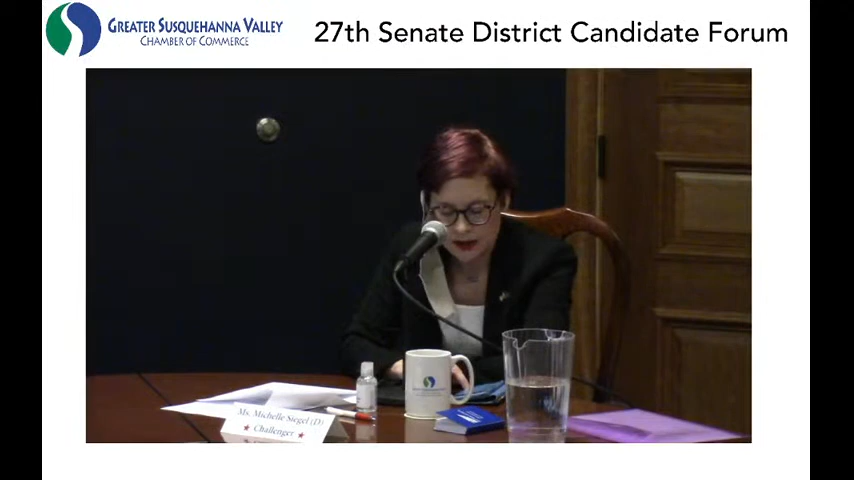 GREATER SUSQUEHANNA VALLEY
CHAMBER OF COMMERCE
27th Senate District Candidate Forum
Ms. Michelle Siegel (D)
Challenger